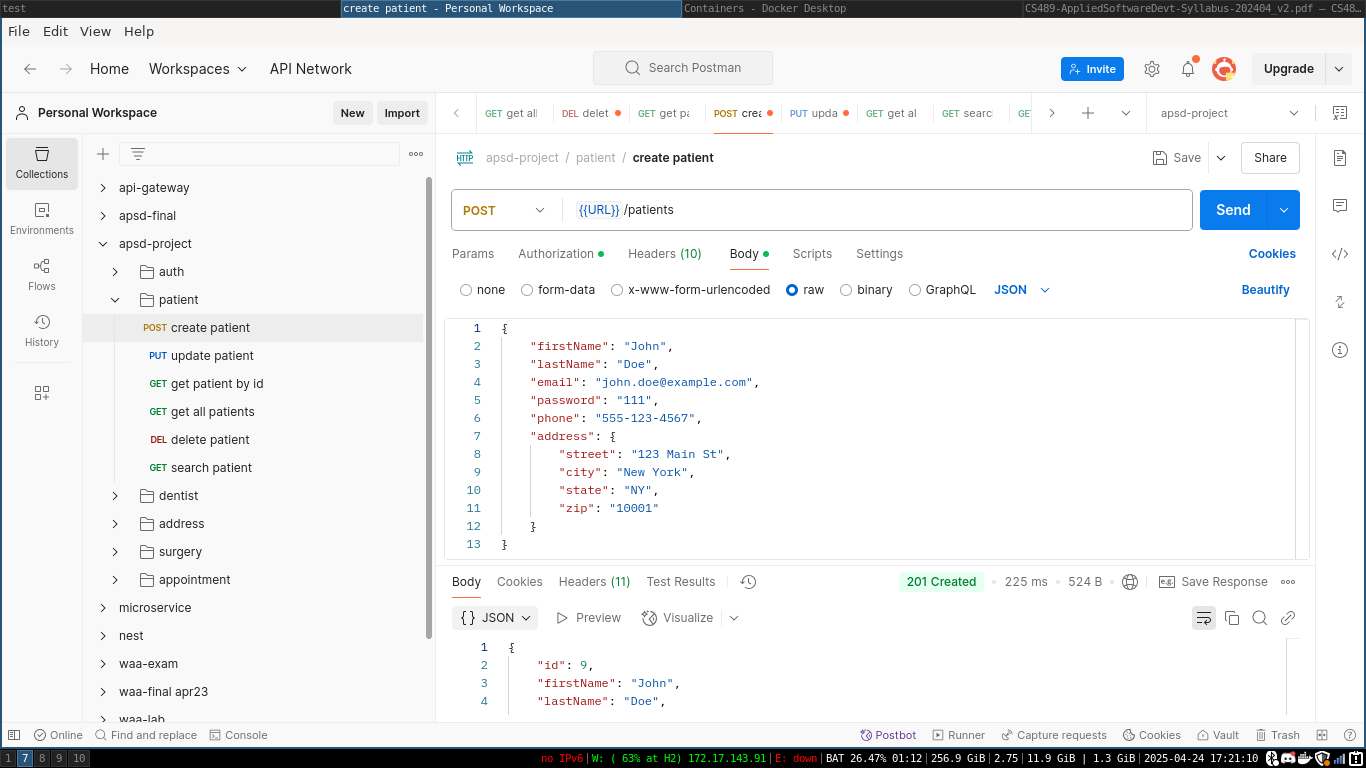 test
create patient - Personal Workspace
Containers - Docker Desktop
CS489-AppliedSoftwareDevt-Syllabus-202404_v2.pdf — CS48…
File Edit View Help
Home Workspaces API Network
Search Postman
Invite
Upgrade
Personal Workspace
New Import
GET get all
DEL delet
GET get pa
POST crea
PUT upda
GET get al
GET search
GE
apsd-project
Collections
Environments
Flows
History
api-gateway
apsd-final
apsd-project
auth
patient
POST create patient
PUT update patient
GET get patient by id
GET get all patients
DEL delete patient
GET search patient
dentist
address
surgery
appointment
microservice
nest
waa-exam
waa-final apr23
waa-lab
HTTP apsd-project / patient / create patient
Save Share
POST {{URL}} /patients
Send
Params Authorization Headers (10) Body Scripts Settings
Cookies
none form-data x-www-form-urlencoded raw binary GraphQL JSON
Beautify
1 {
2 "firstName": "John",
3 "lastName": "Doe",
4 "email": "john.doe@example.com",
5 "password": "111",
6 "phone": "555-123-4567",
7 "address": {
8 "street": "123 Main St",
9 "city": "New York",
10 "state": "NY",
11 "zip": "10001"
12 }
13 }
Body Cookies Headers (11) Test Results
201 Created • 225 ms • 524 B
e.g. Save Response
{} JSON Preview Visualize
1 {
2 "id": 9,
3 "firstName": "John",
4 "lastName": "Doe",
Online Find and replace Console
Postbot Runner Capture requests Cookies Vault Trash
1 7 8 9 10
no IPv6|W: ( 63% at H2) 172.17.143.91|E: down|BAT 26.47% 01:12|256.9 GiB|2.75|11.9 GiB | 1.3 GiB|2025-04-24 17:21:10